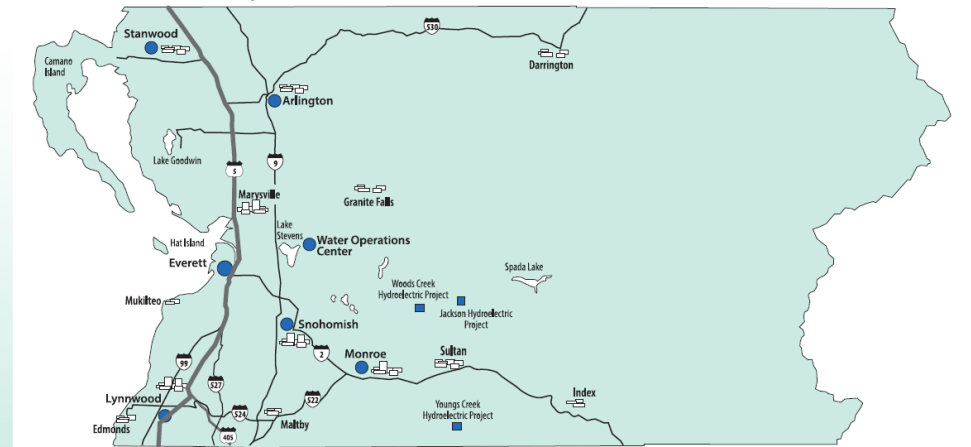 Stanwood
530
Darrington
Camano
Island
Arlington
Lake Goodwin
5
9
Marysville
Granite Falls
Lake
Stevens
Hat Island
Water Operations
Center
Everett
Spada Lake
Woods Creek
Hydroelectric Project
Mukilteo
Jackson Hydroelectric
Project
Snohomish
2
Monroe
Sultan
99
527
Index
Lynnwood
522
524
Youngs Creek
Hydroelectric Project
Maltby
Edmonds
405